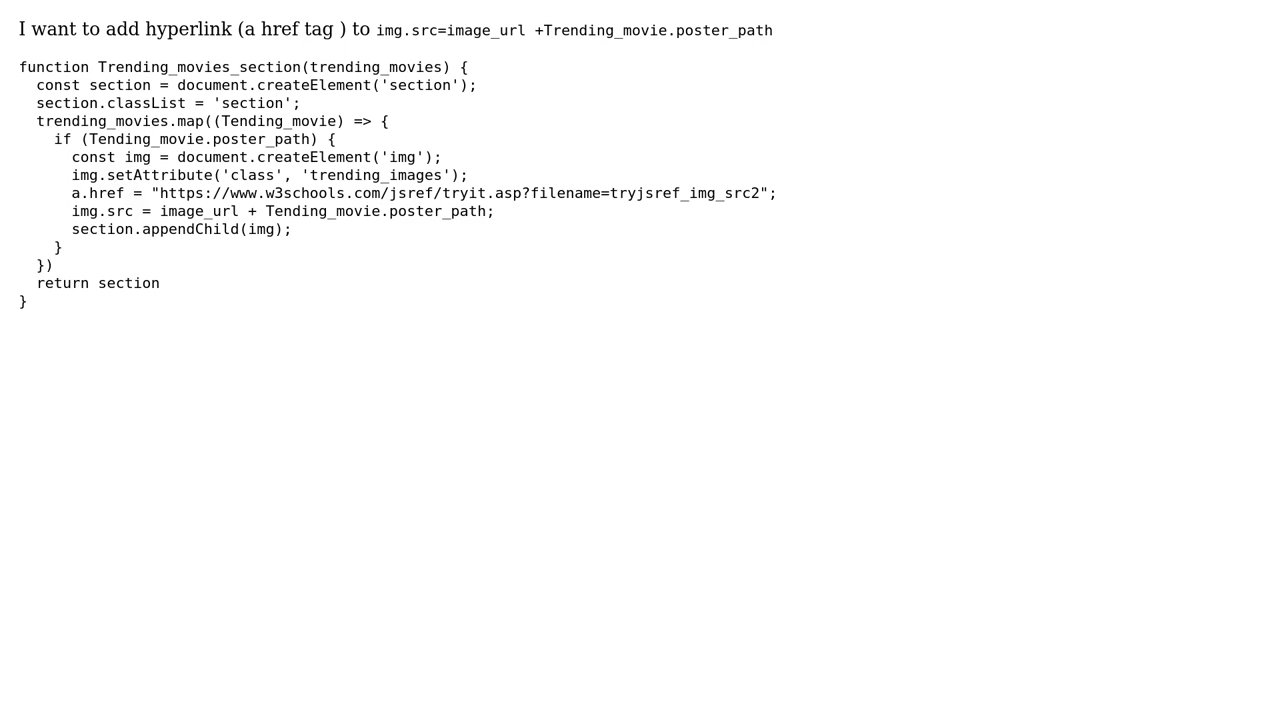 I want to add hyperlink (a href tag ) to img.src=image_url +Trending_movie.poster_path
function Trending_movies_section(trending_movies) {
  const section = document.createElement('section');
  section.classList = 'section';
  trending_movies.map((Tending_movie) => {
    if (Tending_movie.poster_path) {
      const img = document.createElement('img');
      img.setAttribute('class', 'trending_images');
      a.href = "https://www.w3schools.com/jsref/tryit.asp?filename=tryjsref_img_src2";
      img.src = image_url + Tending_movie.poster_path;
      section.appendChild(img);
    }
  })
  return section
}